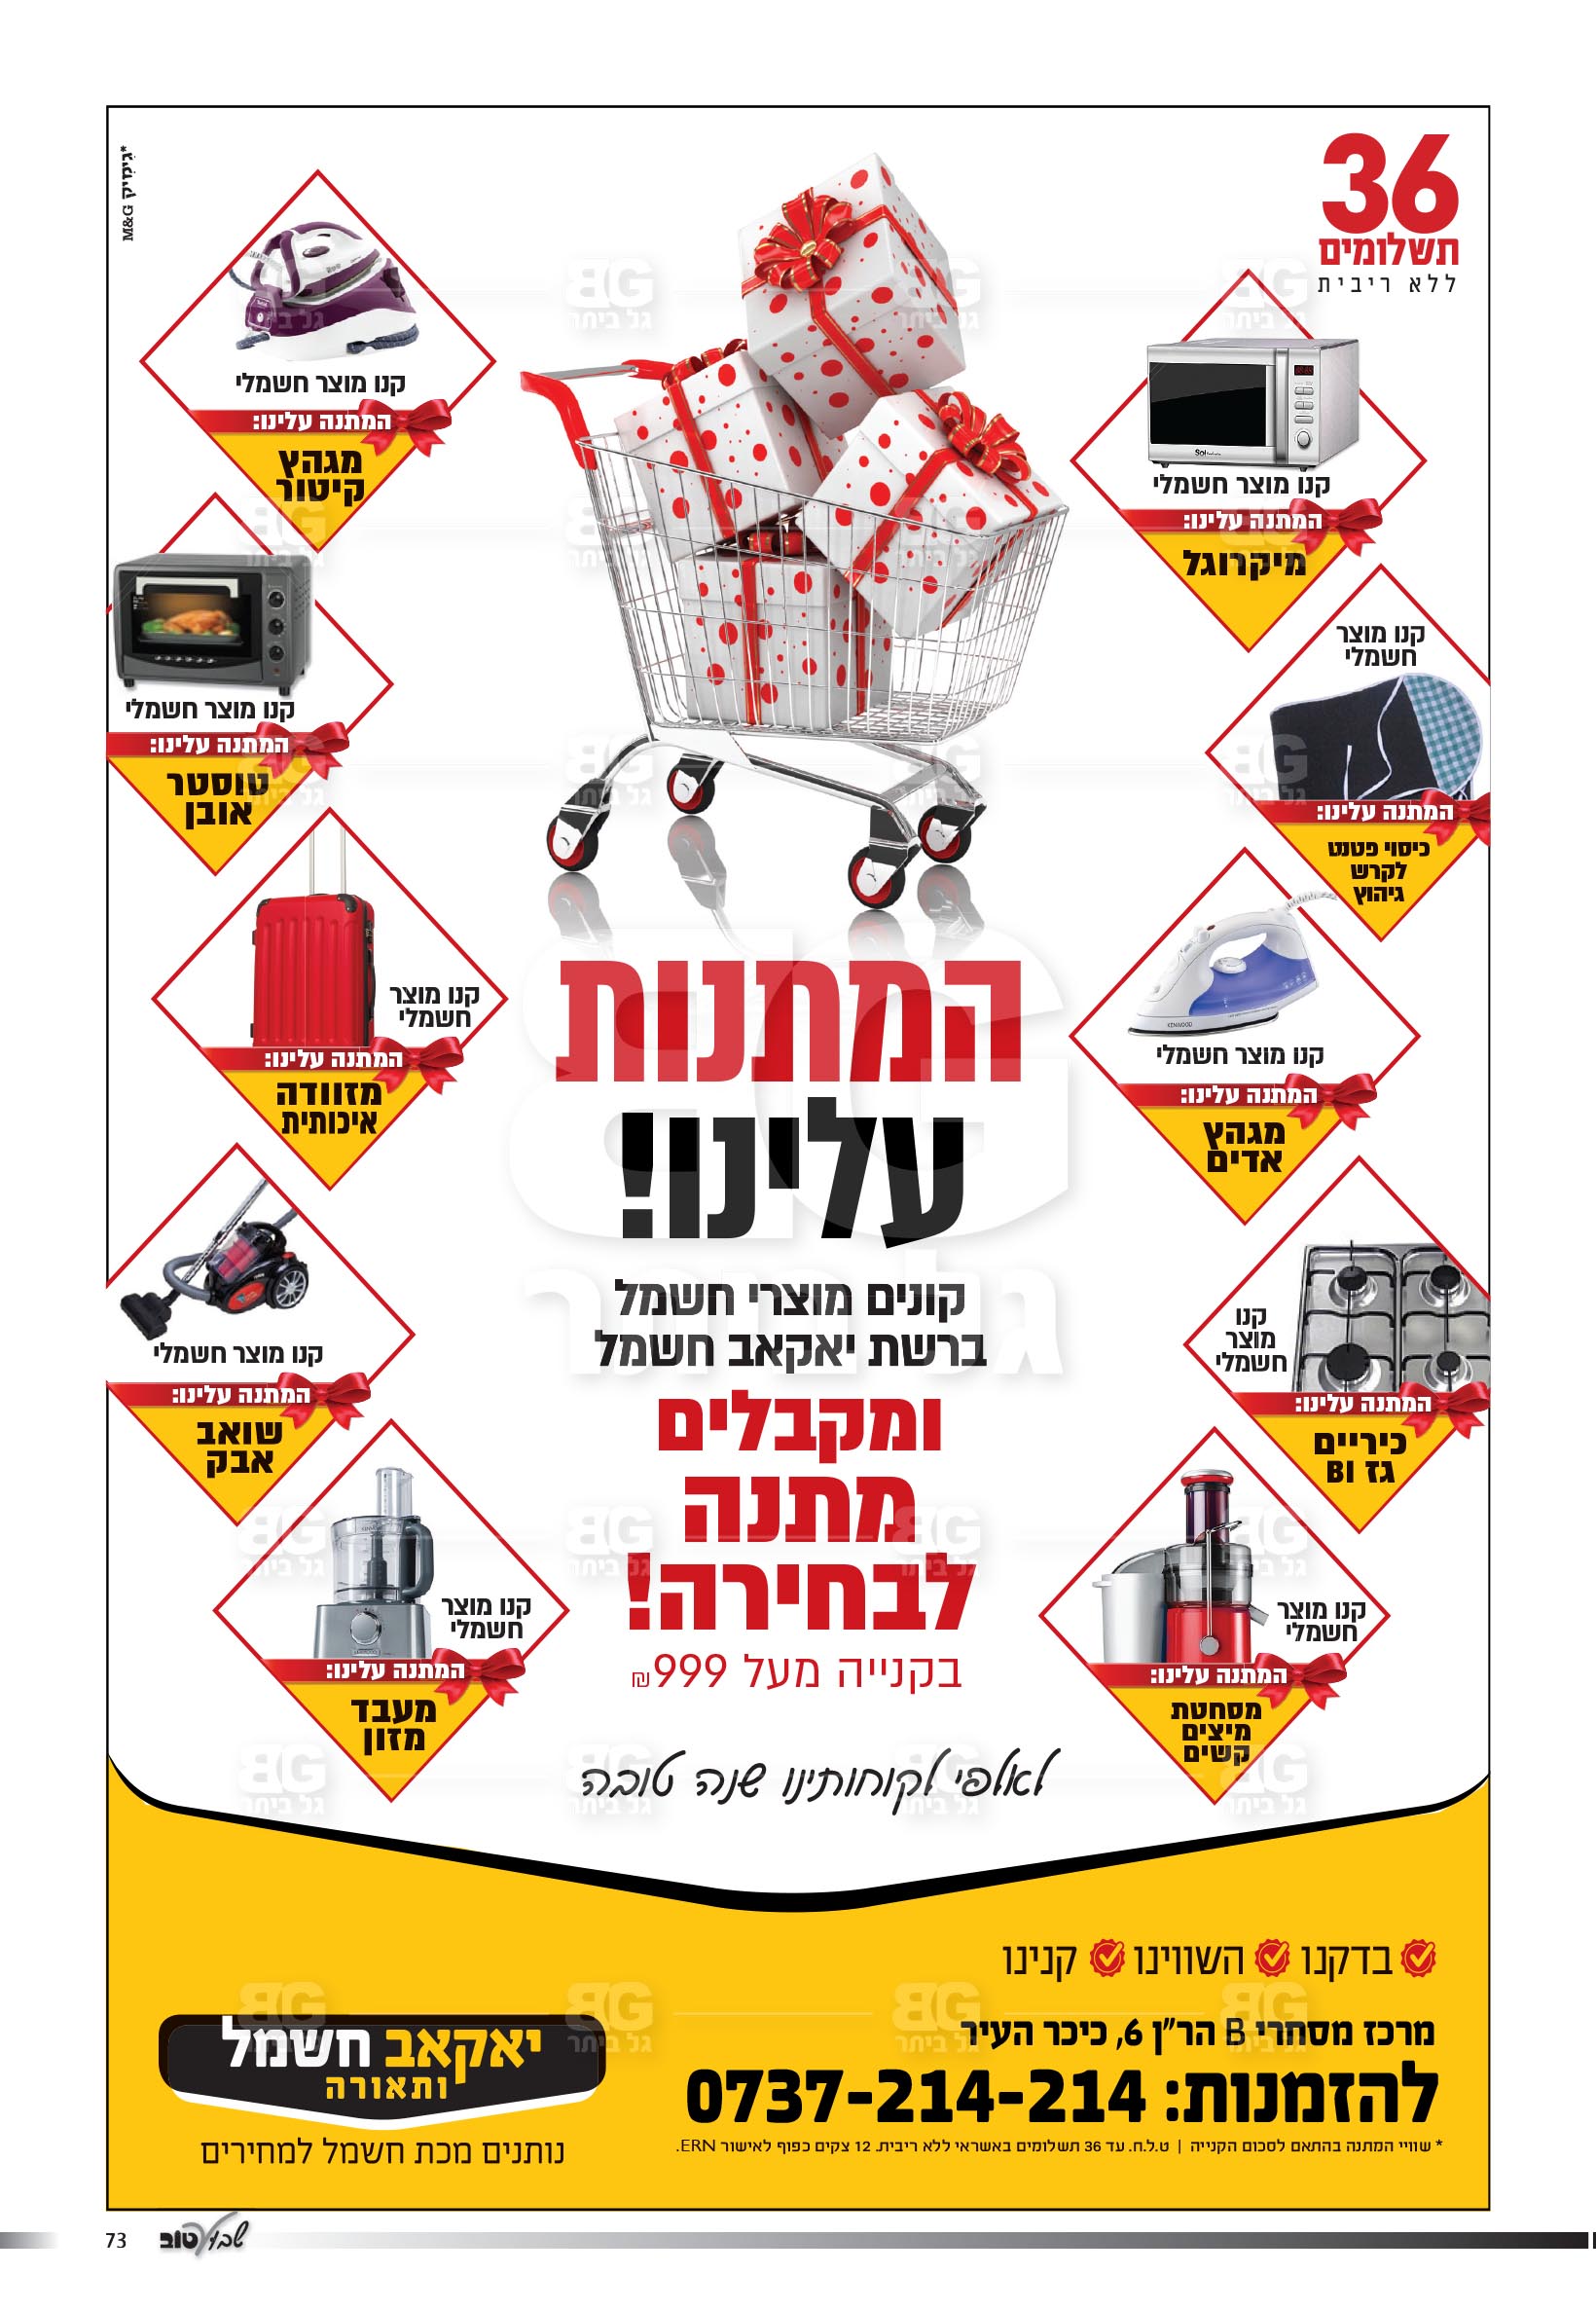 36
תשלומים
ללא ריבית
*גיקזיקו M&G
קנו מוצר חשמלי
המתנה עלינו:
מיקרוגל
קנו מוצר
חשמלי
המתנה עלינו:
כיסוי פטנט
לקרש
גיהוץ
KENWOOD
קנו מוצר חשמלי
המתנה עלינו:
מגהץ
אדים
קנו
מוצר
חשמלי
המתנה עלינו:
כיריים
גז BI
קנו מוצר
חשמלי
המתנה עלינו:
מסחטת
מיצים
קשים
המתנות
עלינו!
קונים מוצרי חשמל
ברשת יאקאב חשמל
ומקבלים
מתנה
לבחירה!
בקנייה מעל 999₪
לאלפי לקוחותינו שנה טובה
קנו מוצר חשמלי
המתנה עלינו:
מגהץ
קיטור
קנו מוצר חשמלי
המתנה עלינו:
טוסטר
אובן
קנו מוצר
חשמלי
המתנה עלינו:
מזוודה
איכותית
קנו מוצר חשמלי
המתנה עלינו:
שואב
אבק
קנו מוצר
חשמלי
המתנה עלינו:
מעבד
מזון
בדקנו השווינו קנינו
מרכז מסחרי B הר"ן 6, כיכר העיר
להזמנות: 0737-214-214
* שוויי המתנה בהתאם לסכום הקנייה | ט.ל.ח. עד 36 תשלומים באשראי ללא ריבית. 12 צקים כפוף לאישור ERN.
יאקאב חשמל
ותאורה
נותנים מכת חשמל למחירים
BG
גל ביתר
73
שבוע טוב